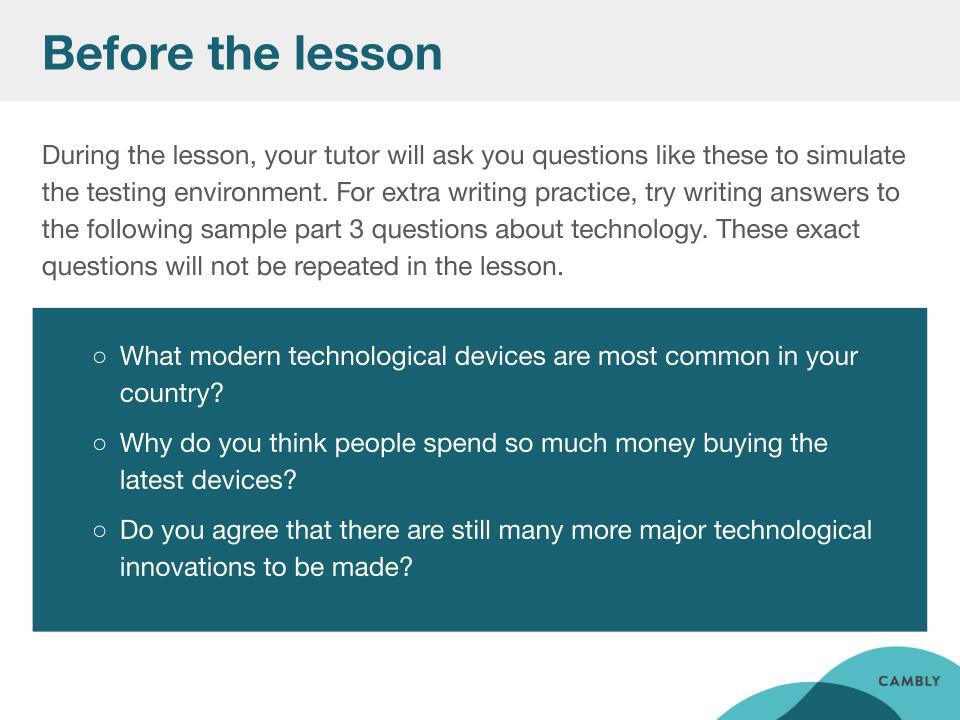 Before the lesson
During the lesson, your tutor will ask you questions like these to simulate
the testing environment. For extra writing practice, try writing answers to
the following sample part 3 questions about technology. These exact
questions will not be repeated in the lesson.
○ What modern technological devices are most common in your
country?
○ Why do you think people spend so much money buying the
latest devices?
○ Do you agree that there are still many more major technological
innovations to be made?
CAMBLY